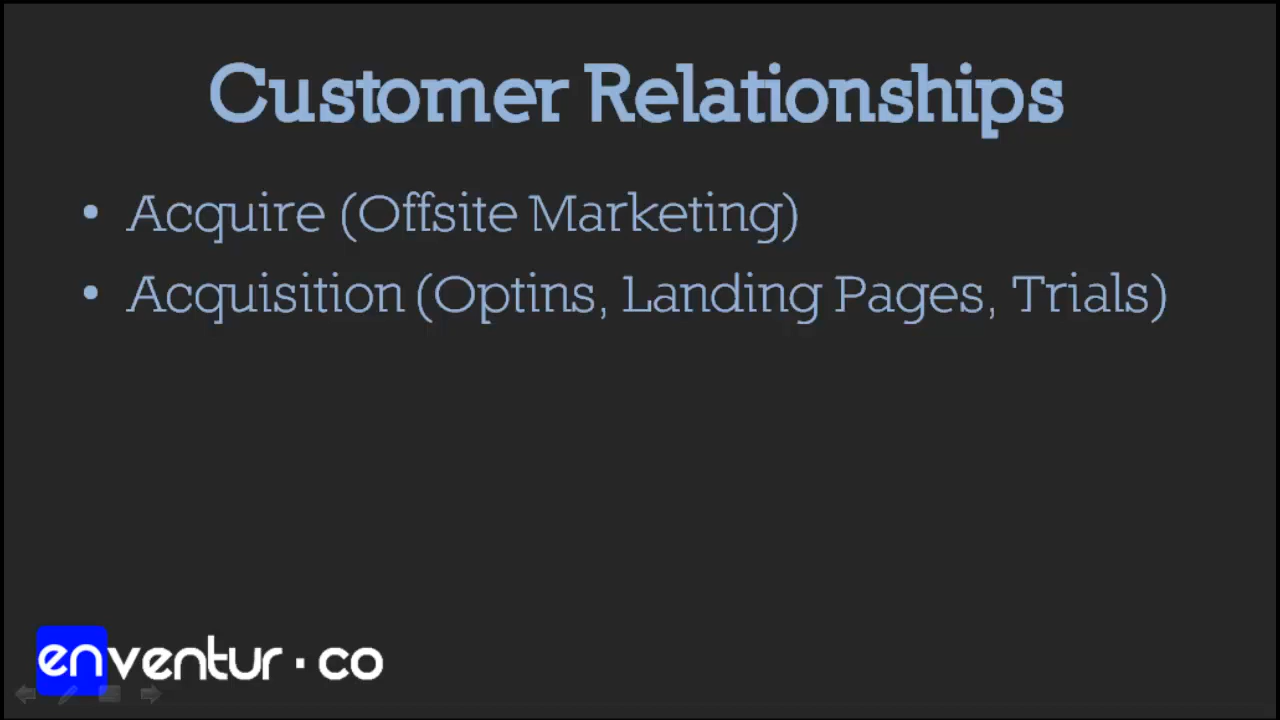 Customer Relationships
• Acquire (Offsite Marketing)
• Acquisition (Optins, Landing Pages, Trials)
enventur.co